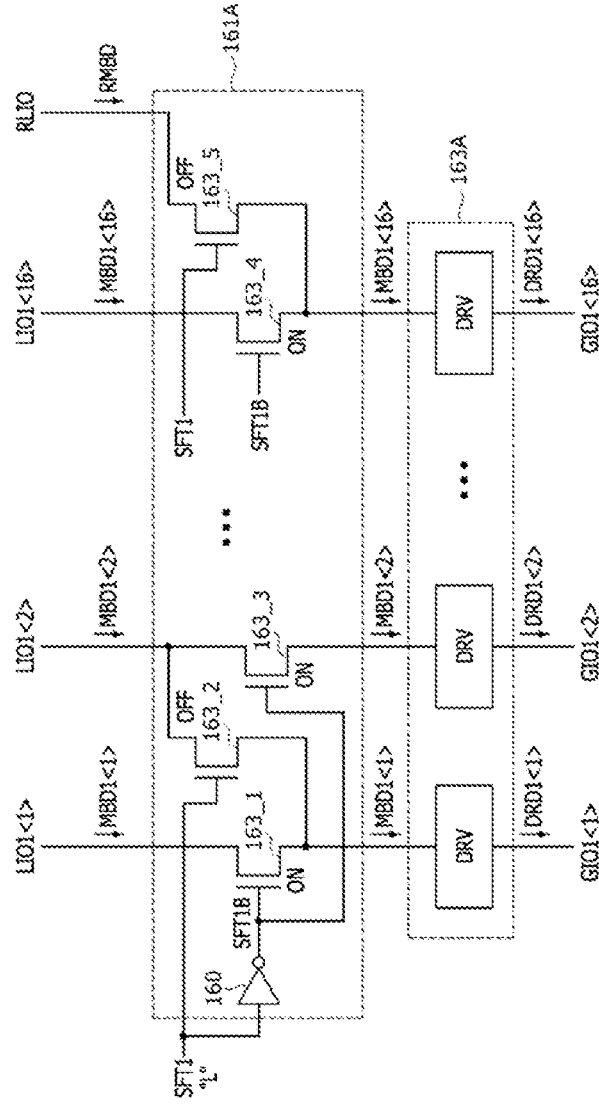 LIO1<1>
LIO1<2>
LIO1<16>
RLIO
MBD1<1>
MBD1<2>
MBD1<16>
RMBD
161A
SFT1
"L"
160
SFT1B
163_1
ON
OFF
163_2
163_3
ON
SFT1
SFT1B
163_4
ON
OFF
163_5
MBD1<1>
MBD1<2>
MBD1<16>
163A
DRV
DRV
DRV
DRD1<1>
DRD1<2>
DRD1<16>
GIO1<1>
GIO1<2>
GIO1<16>